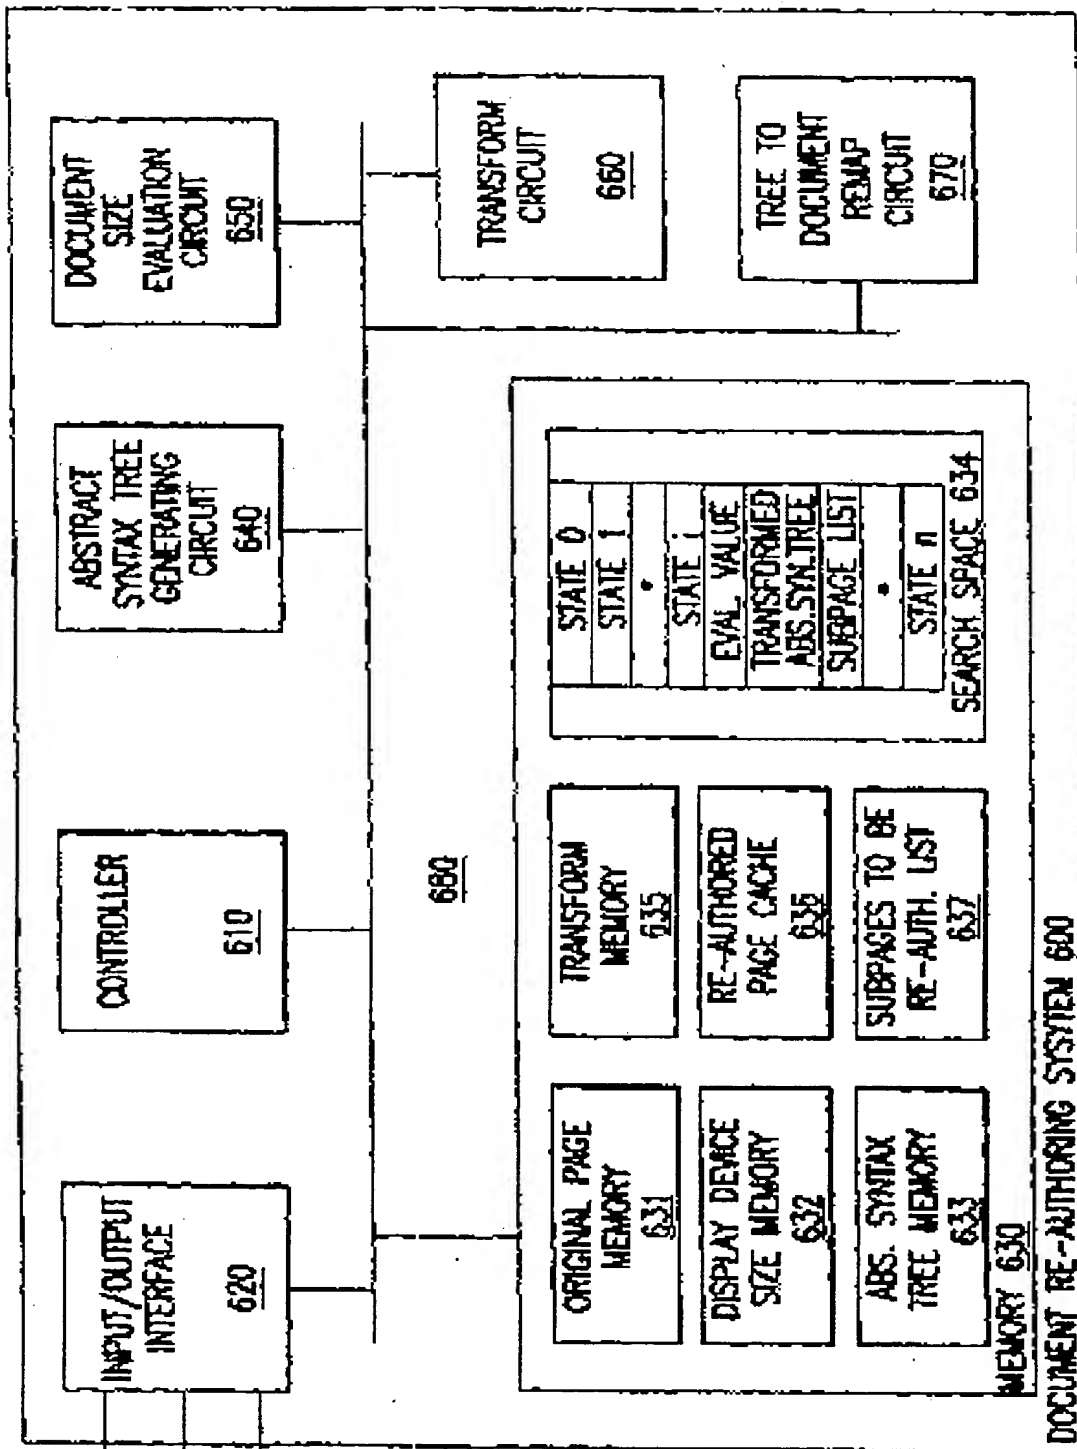 INPUT/OUTPUT
INTERFACE
620
CONTROLLER
610
ABSTRACT
SYNTAX TREE
GENERATING
CIRCUIT
640
DOCUMENT
SIZE
EVALUATION
CIRCUIT
650
680
TRANSFORM
CIRCUIT
660
TREE TO
DOCUMENT
REMAP
CIRCUIT
670
ORIGINAL PAGE
MEMORY
631
DISPLAY DEVICE
SIZE MEMORY
632
ABS. SYNTAX
TREE MEMORY
633
TRANSFORM
MEMORY
635
RE-AUTHORED
PAGE CACHE
636
SUBPAGES TO BE
RE-AUTH. LIST
637
STATE 0
STATE 1
•
STATE i
EVAL VALUE
TRANSFORMED
ABS.SYN.TREE
SUBPAGE LIST
•
STATE n
SEARCH SPACE 634
MEMORY 630
DOCUMENT RE-AUTHORING SYSYTEM 600